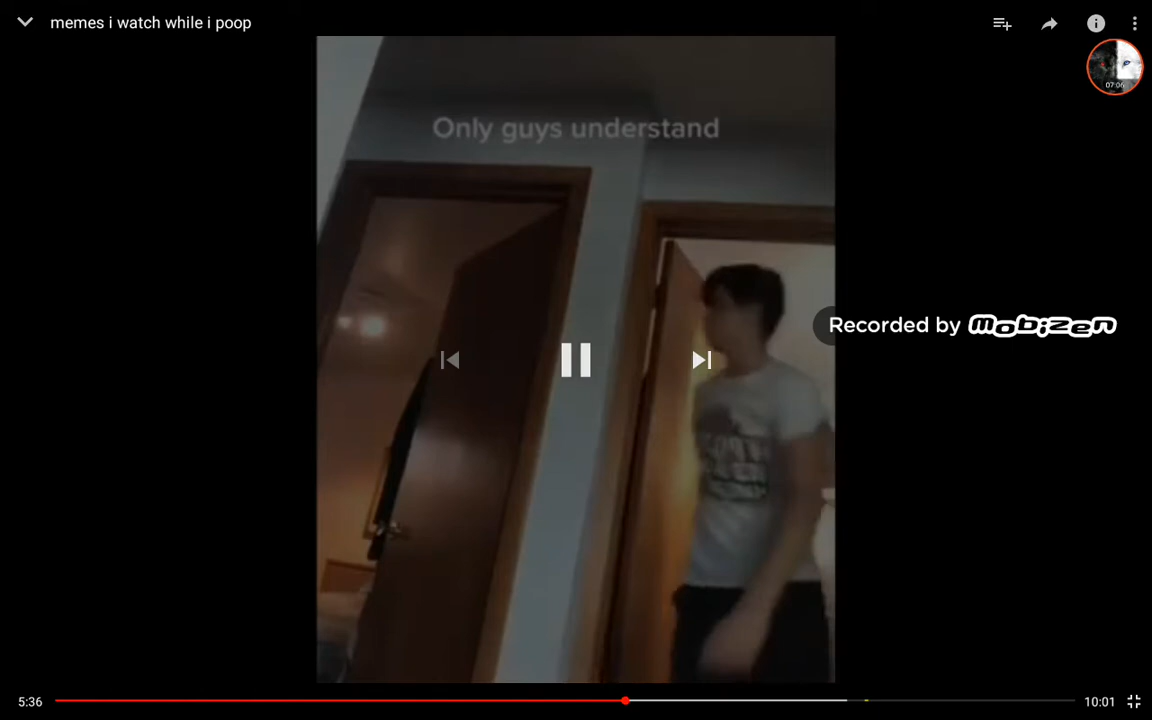 memes i watch while i poop
07:06
Only guys understand
Recorded by mobizen
5:36
10:01